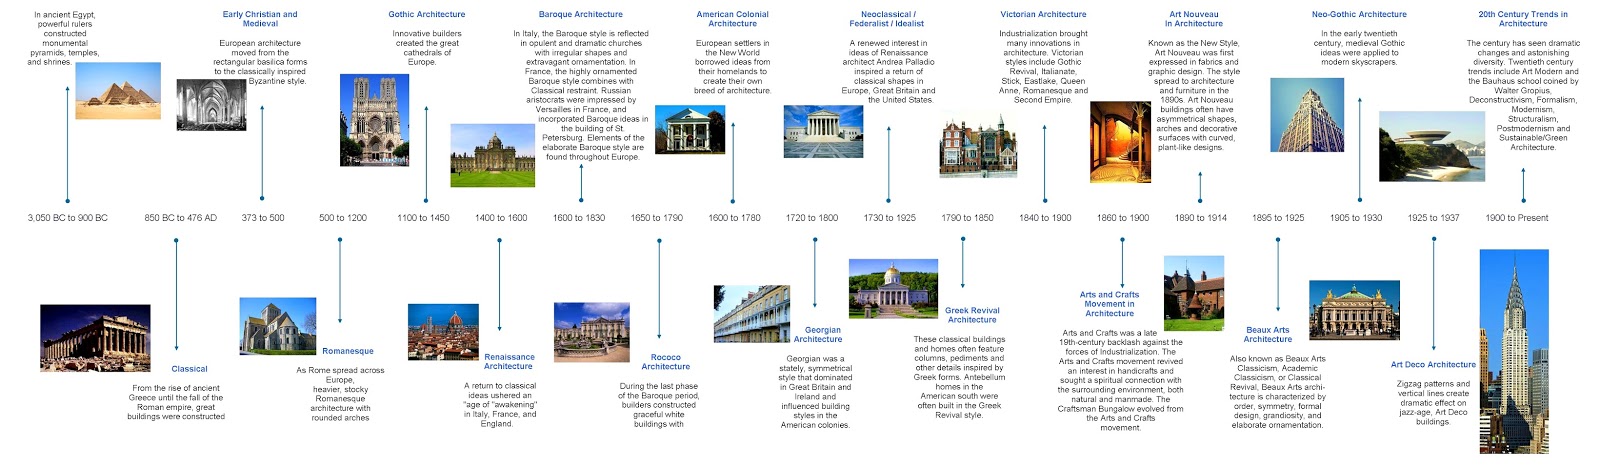 In ancient Egypt,
powerful rulers
constructed
monumental
pyramids, temples,
and shrines.
Early Christian and
Medieval
European architecture
moved from the
rectangular basilica forms
to the classically inspired
Byzantine style.
Gothic Architecture
Innovative builders
created the great
cathedrals of
Europe.
Baroque Architecture
In Italy, the Baroque style is reflected
in opulent and dramatic churches
with irregular shapes and
extravagant ornamentation. In
France, the highly ornamented
Baroque style combines with
Classical restraint. Russian
aristocrats were impressed by
Versailles in France, and
incorporated Baroque ideas in
the building of St.
Petersburg. Elements of the
elaborate Baroque style are
found throughout Europe.
American Colonial
Architecture
European settlers in
the New World
borrowed ideas from
their homelands to
create their own
breed of architecture.
Neoclassical /
Federalist / Idealist
A renewed interest in
ideas of Renaissance
architect Andrea Palladio
inspired a return of
classical shapes in
Europe, Great Britain and
the United States.
Victorian Architecture
Industrialization brought
many innovations in
architecture. Victorian
styles include Gothic
Revival, Italianate,
Stick, Eastlake, Queen
Anne, Romanesque and
Second Empire.
Art Nouveau
In Architecture
Known as the New Style,
Art Nouveau was first
expressed in fabrics and
graphic design. The style
spread to architecture
and furniture in the
1890s. Art Nouveau
buildings often have
asymmetrical shapes,
arches and decorative
surfaces with curved,
plant-like designs.
Neo-Gothic Architecture
In the early twentieth
century, medieval Gothic
ideas were applied to
modern skyscrapers.
20th Century Trends in
Architecture
The century has seen dramatic
changes and astonishing
diversity. Twentieth century
trends include Art Modern and
the Bauhaus school coined by
Walter Gropius,
Deconstructivism, Formalism,
Modernism,
Structuralism,
Postmodernism and
Sustainable/Green
Architecture.
3,050 BC to 900 BC
850 BC to 476 AD
373 to 500
500 to 1200
1100 to 1450
1400 to 1600
1600 to 1830
1650 to 1790
1600 to 1780
1720 to 1800
1730 to 1925
1790 to 1850
1840 to 1900
1860 to 1900
1890 to 1914
1895 to 1925
1905 to 1930
1925 to 1937
1900 to Present
Classical
From the rise of ancient
Greece until the fall of the
Roman empire, great
buildings were constructed
Romanesque
As Rome spread across
Europe,
heavier, stocky
Romanesque
architecture with
rounded arches
Renaissance
Architecture
A return to classical
ideas ushered an
"age of "awakening"
in Italy, France, and
England.
Rococo
Architecture
During the last phase
of the Baroque period,
builders constructed
graceful white
buildings with
Georgian
Architecture
Georgian was a
stately, symmetrical
style that dominated
in Great Britain and
Ireland and
influenced building
styles in the
American colonies.
Greek Revival
Architecture
These classical buildings
and homes often feature
columns, pediments and
other details inspired by
Greek forms. Antebellum
homes in the
American south were
often built in the Greek
Revival style.
Arts and Crafts
Movement in
Architecture
Arts and Crafts was a late
19th-century backlash against the
forces of Industrialization. The
Arts and Crafts movement revived
an interest in handicrafts and
sought a spiritual connection with
the surrounding environment, both
natural and manmade. The
Craftsman Bungalow evolved from
the Arts and Crafts
movement.
Beaux Arts
Architecture
Also known as Beaux Arts
Classicism, Academic
Classicism, or Classical
Revival, Beaux Arts archi-
tecture is characterized by
order, symmetry, formal
design, grandiosity, and
elaborate ornamentation.
Art Deco Architecture
Zigzag patterns and
vertical lines create
dramatic effect on
jazz-age, Art Deco
buildings.